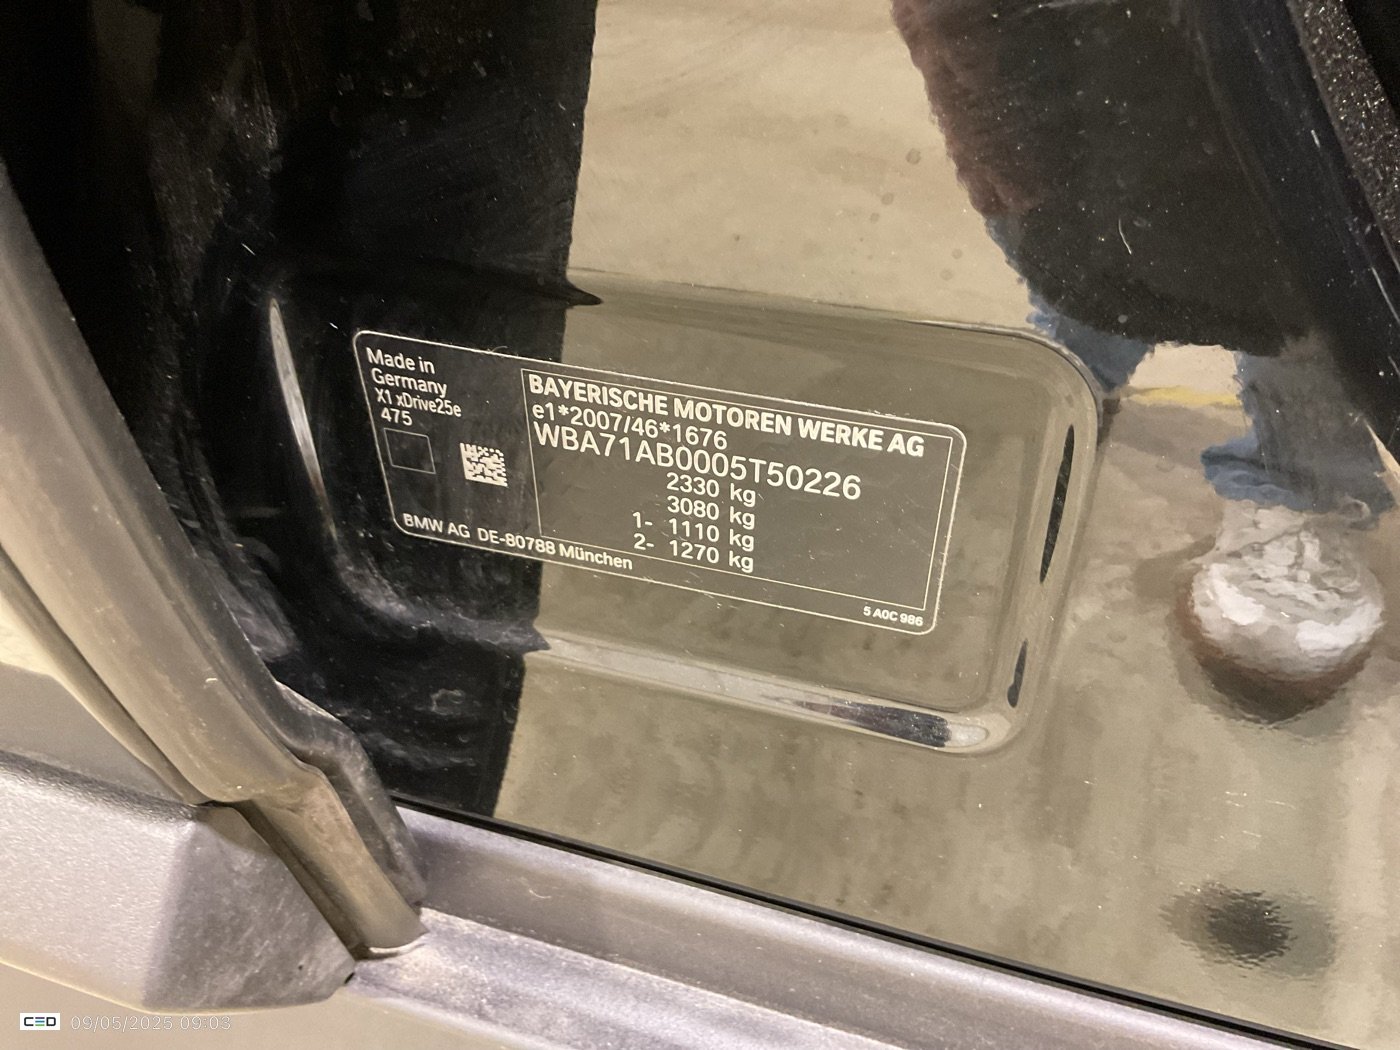 Made in
Germany
X1 xDrive25e
475
BAYERISCHE MOTOREN WERKE AG
e1*2007/46*1676
WBA71AB0005T50226
2330 kg
3080 kg
1- 1110 kg
2- 1270 kg
BMW AG DE-80788 München
5 A0C 986
CED 09/05/2025 09:03